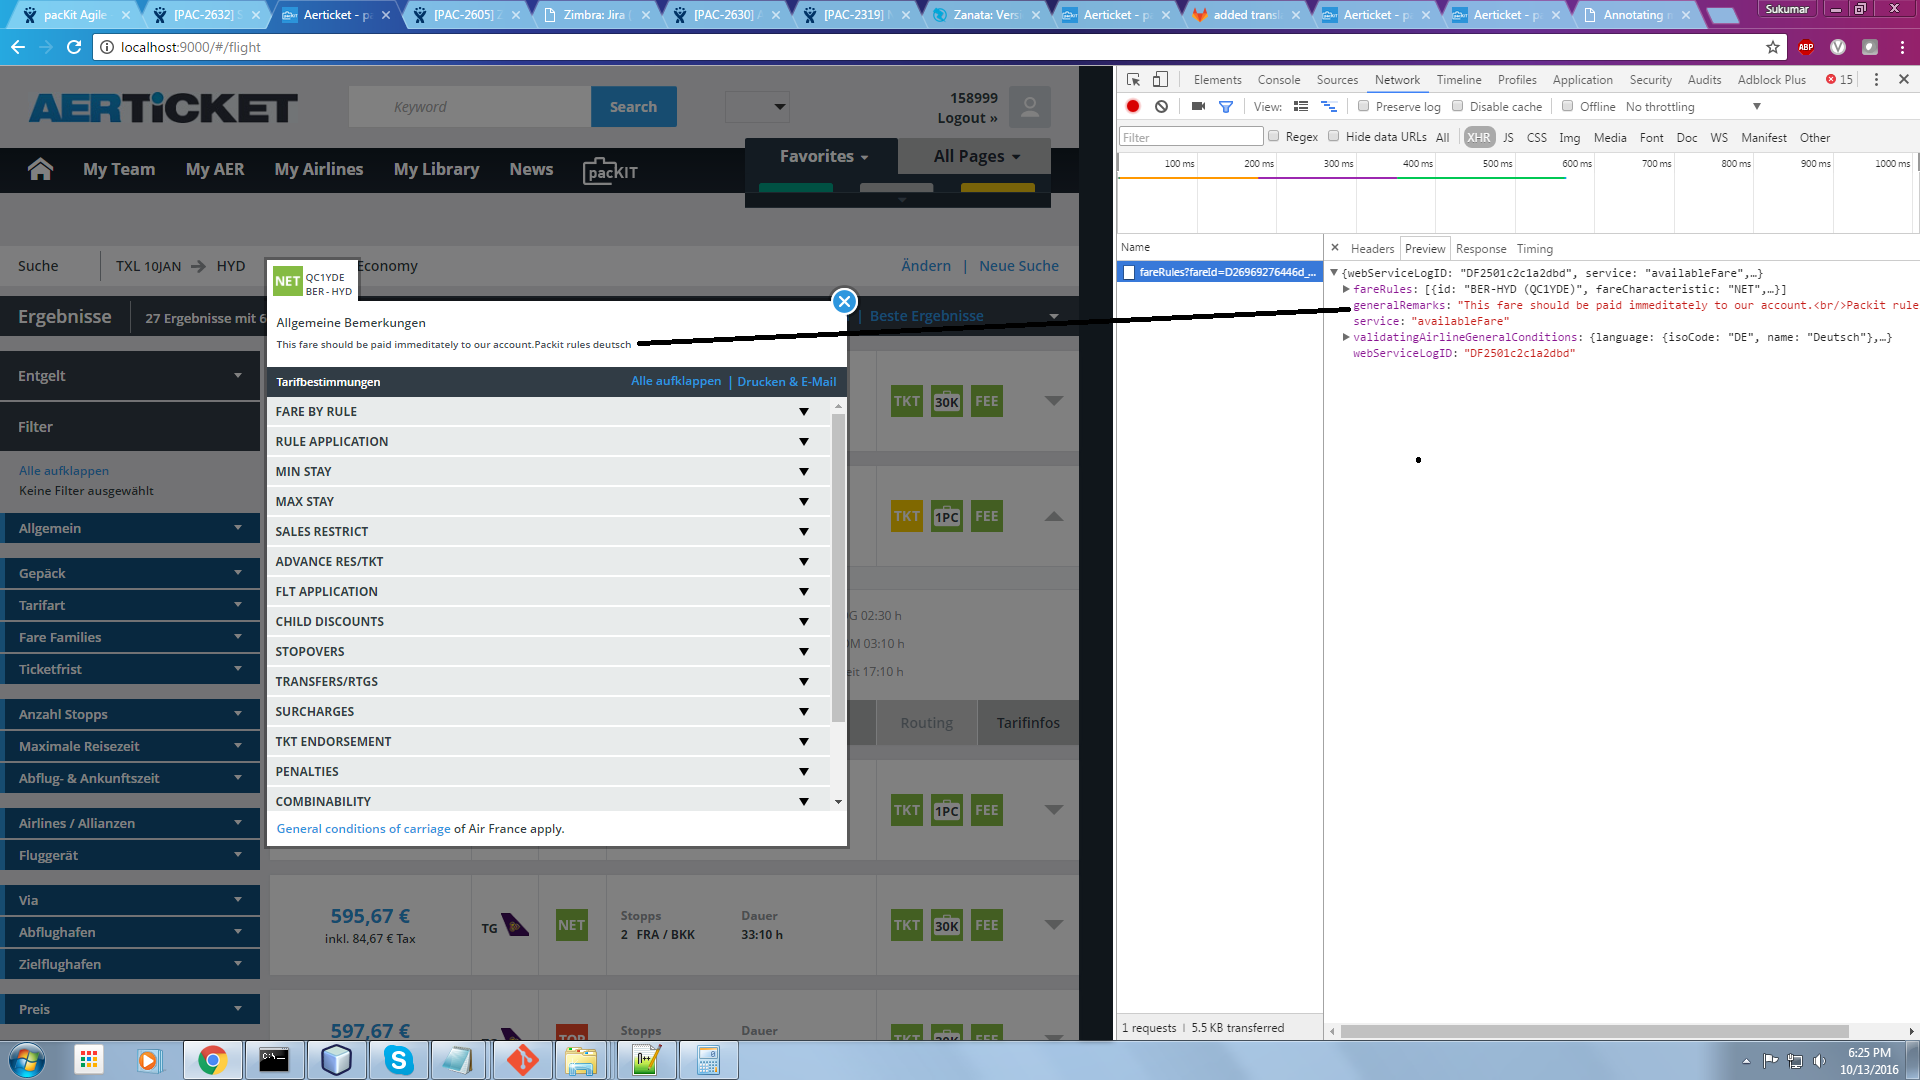 pacKit Agile
[PAC-2632] S
Aerticket - pa
[PAC-2605] 2
Zimbra: Jira (
[PAC-2630] A
[PAC-2319] N
Zanata: Versi
Aerticket - pa
added transl
Aerticket - pa
Aerticket - pa
Annotating m
Sukumar
localhost:9000/#/flight
ABP
AERTiCKET
Keyword
Search
158999
Logout »
My Team
My AER
My Airlines
My Library
News
pacKIT
Favorites
All Pages
Suche
TXL 10JAN
HYD
Economy
Ändern | Neue Suche
NET
QC1YDE
BER - HYD
Ergebnisse
27 Ergebnisse mit 6
Beste Ergebnisse
Allgemeine Bemerkungen
This fare should be paid immeditately to our account.Packit rules deutsch
Tarifbestimmungen
Alle aufklappen | Drucken & E-Mail
FARE BY RULE
RULE APPLICATION
MIN STAY
MAX STAY
SALES RESTRICT
ADVANCE RES/TKT
FLT APPLICATION
CHILD DISCOUNTS
STOPOVERS
TRANSFERS/RTGS
SURCHARGES
TKT ENDORSEMENT
PENALTIES
COMBINABILITY
General conditions of carriage of Air France apply.
Entgelt
Filter
Alle aufklappen
Keine Filter ausgewählt
Allgemein
Gepäck
Tarifart
Fare Families
Ticketfrist
Anzahl Stopps
Maximale Reisezeit
Abflug- & Ankunftszeit
Airlines / Allianzen
Fluggerät
Via
Abflughafen
Zielflughafen
Preis
TKT 30K FEE
TKT 1PC FEE
G 02:30 h
OM 03:10 h
eit 17:10 h
Routing
Tarifinfos
TKT 1PC FEE
595,67 €
inkl. 84,67 € Tax
TG
NET
Stopps
2 FRA / BKK
Dauer
33:10 h
TKT 30K FEE
597,67 €
TOP
Stopps
Dauer
TKT 30K FEE
Elements
Console
Sources
Network
Timeline
Profiles
Application
Security
Audits
Adblock Plus
15
View:
Preserve log
Disable cache
Offline
No throttling
Filter
Regex
Hide data URLs
All
XHR
JS
CSS
Img
Media
Font
Doc
WS
Manifest
Other
100 ms
200 ms
300 ms
400 ms
500 ms
600 ms
700 ms
800 ms
900 ms
1000 ms
Name
Headers
Preview
Response
Timing
fareRules?fareId=D26969276446d_...
{webServiceLogID: "DF2501c2c1a2dbd", service: "availableFare",…}
fareRules: [{id: "BER-HYD (QC1YDE)", fareCharacteristic: "NET",…}]
generalRemarks: "This fare should be paid immeditately to our account.<br/>Packit rule
service: "availableFare"
validatingAirlineGeneralConditions: {language: {isoCode: "DE", name: "Deutsch"},…}
webServiceLogID: "DF2501c2c1a2dbd"
1 requests | 5.5 KB transferred
6:25 PM
10/13/2016